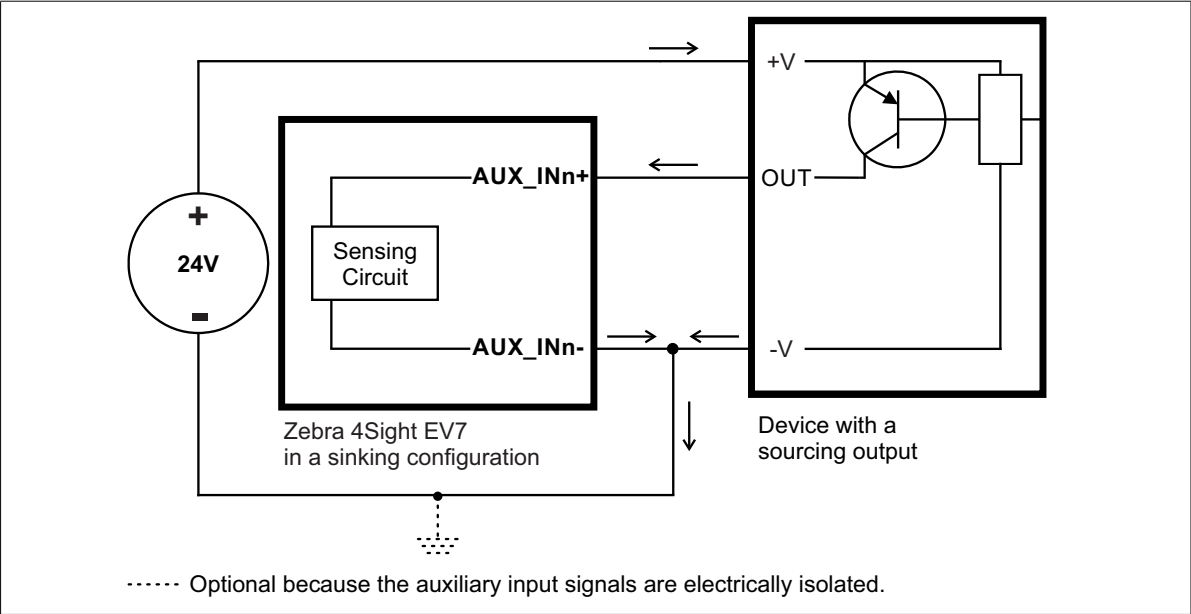 +V
AUX_INn+
OUT
+
24V
Sensing
Circuit
AUX_INn-
-V
Zebra 4Sight EV7
in a sinking configuration
Device with a
sourcing output
Optional because the auxiliary input signals are electrically isolated.